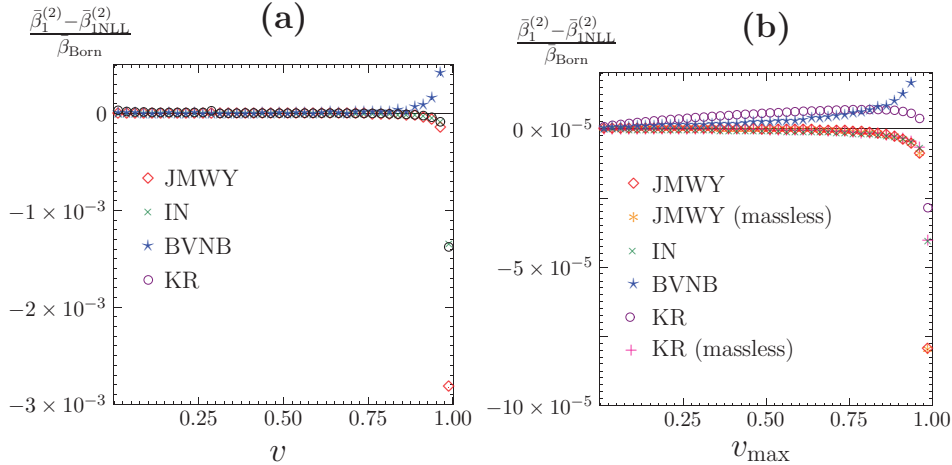 (a)
β̄₁⁽²⁾−β̄₁NLL⁽²⁾
β̄Born
0
−1 × 10⁻³
−2 × 10⁻³
−3 × 10⁻³
JMWY
IN
BVNB
KR
0.25 0.50 0.75 1.00
v
(b)
β̄₁⁽²⁾−β̄₁NLL⁽²⁾
β̄Born
0 × 10⁻⁵
−5 × 10⁻⁵
−10 × 10⁻⁵
JMWY
JMWY (massless)
IN
BVNB
KR
KR (massless)
0.25 0.50 0.75 1.00
vmax